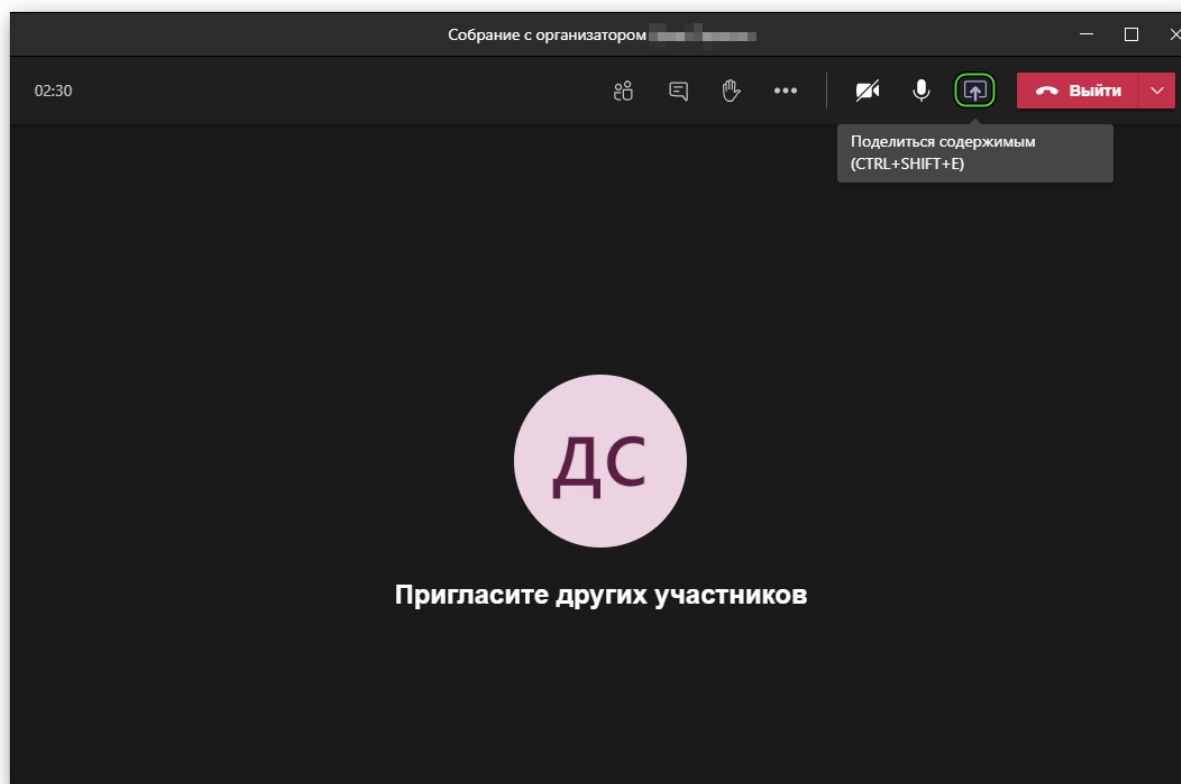 Собрание с организатором
02:30
Выйти
Поделиться содержимым
(CTRL+SHIFT+E)
ДС
Пригласите других участников